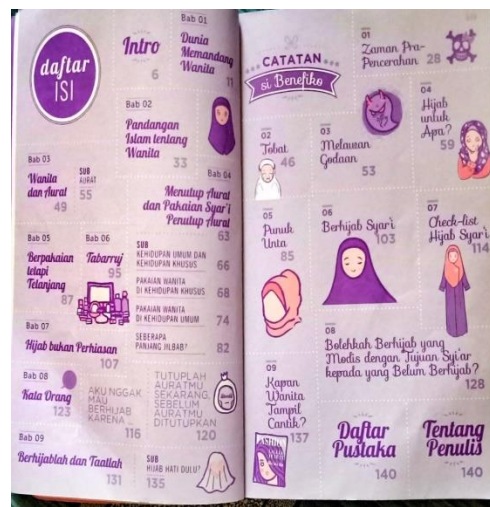 daftar
ISI
Intro
6
Bab 01
Dunia
Memandang
Wanita
11
Bab 02
Pandangan
Islam tentang
Wanita
33
Bab 03
Wanita
dan Aurat
49
SUB
AURAT
55
Bab 04
Menutup Aurat
dan Pakaian Syar'i
Penutup Aurat
63
Bab 05
Berpakaian
tetapi
Telanjang
87
Bab 06
Tabarruj
95
SUB
KEHIDUPAN UMUM DAN
KEHIDUPAN KHUSUS 66
PAKAIAN WANITA
DI KEHIDUPAN KHUSUS 68
PAKAIAN WANITA
DI KEHIDUPAN UMUM 74
SEBERAPA
PANJANG JILBAB? 82
Bab 07
Hijab bukan Perhiasan
107
Bab 08
Kata Orang
123
AKU NGGAK
MAU
BERHIJAB
KARENA ...
116
TUTUPLAH
AURATMU
SEKARANG,
SEBELUM
AURATMU
DITUTUPKAN
120
Bab 09
Berhijablah dan Taatlah
131
SUB
HIJAB HATI DULU?
135
CATATAN
si Benefiko
01
Zaman Pra-
Pencerahan 28
02
Tobat
46
03
Melawan
Godaan
53
04
Hijab
untuk
Apa?
59
05
Punuk
Unta
85
06
Berhijab Syar'i
103
07
Check-list
Hijab Syar'i
114
08
Bolehkah Berhijab yang
Modis dengan Tujuan Syi'ar
kepada yang Belum Berhijab?
128
09
Kapan
Wanita
Tampil
Cantik?
137
Daftar
Pustaka
140
Tentang
Penulis
140